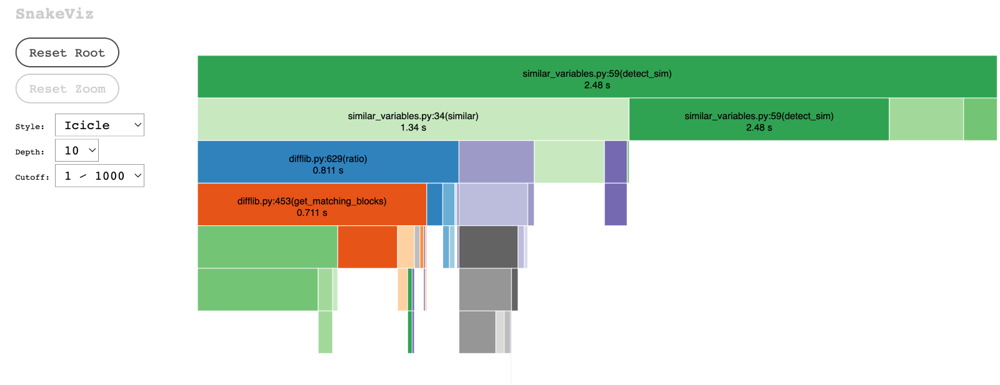 SnakeViz
Reset Root
Reset Zoom
Style: Icicle
Depth: 10
Cutoff: 1 / 1000
similar_variables.py:59(detect_sim)
2.48 s
similar_variables.py:34(similar)
1.34 s
similar_variables.py:59(detect_sim)
2.48 s
difflib.py:629(ratio)
0.811 s
difflib.py:453(get_matching_blocks)
0.711 s